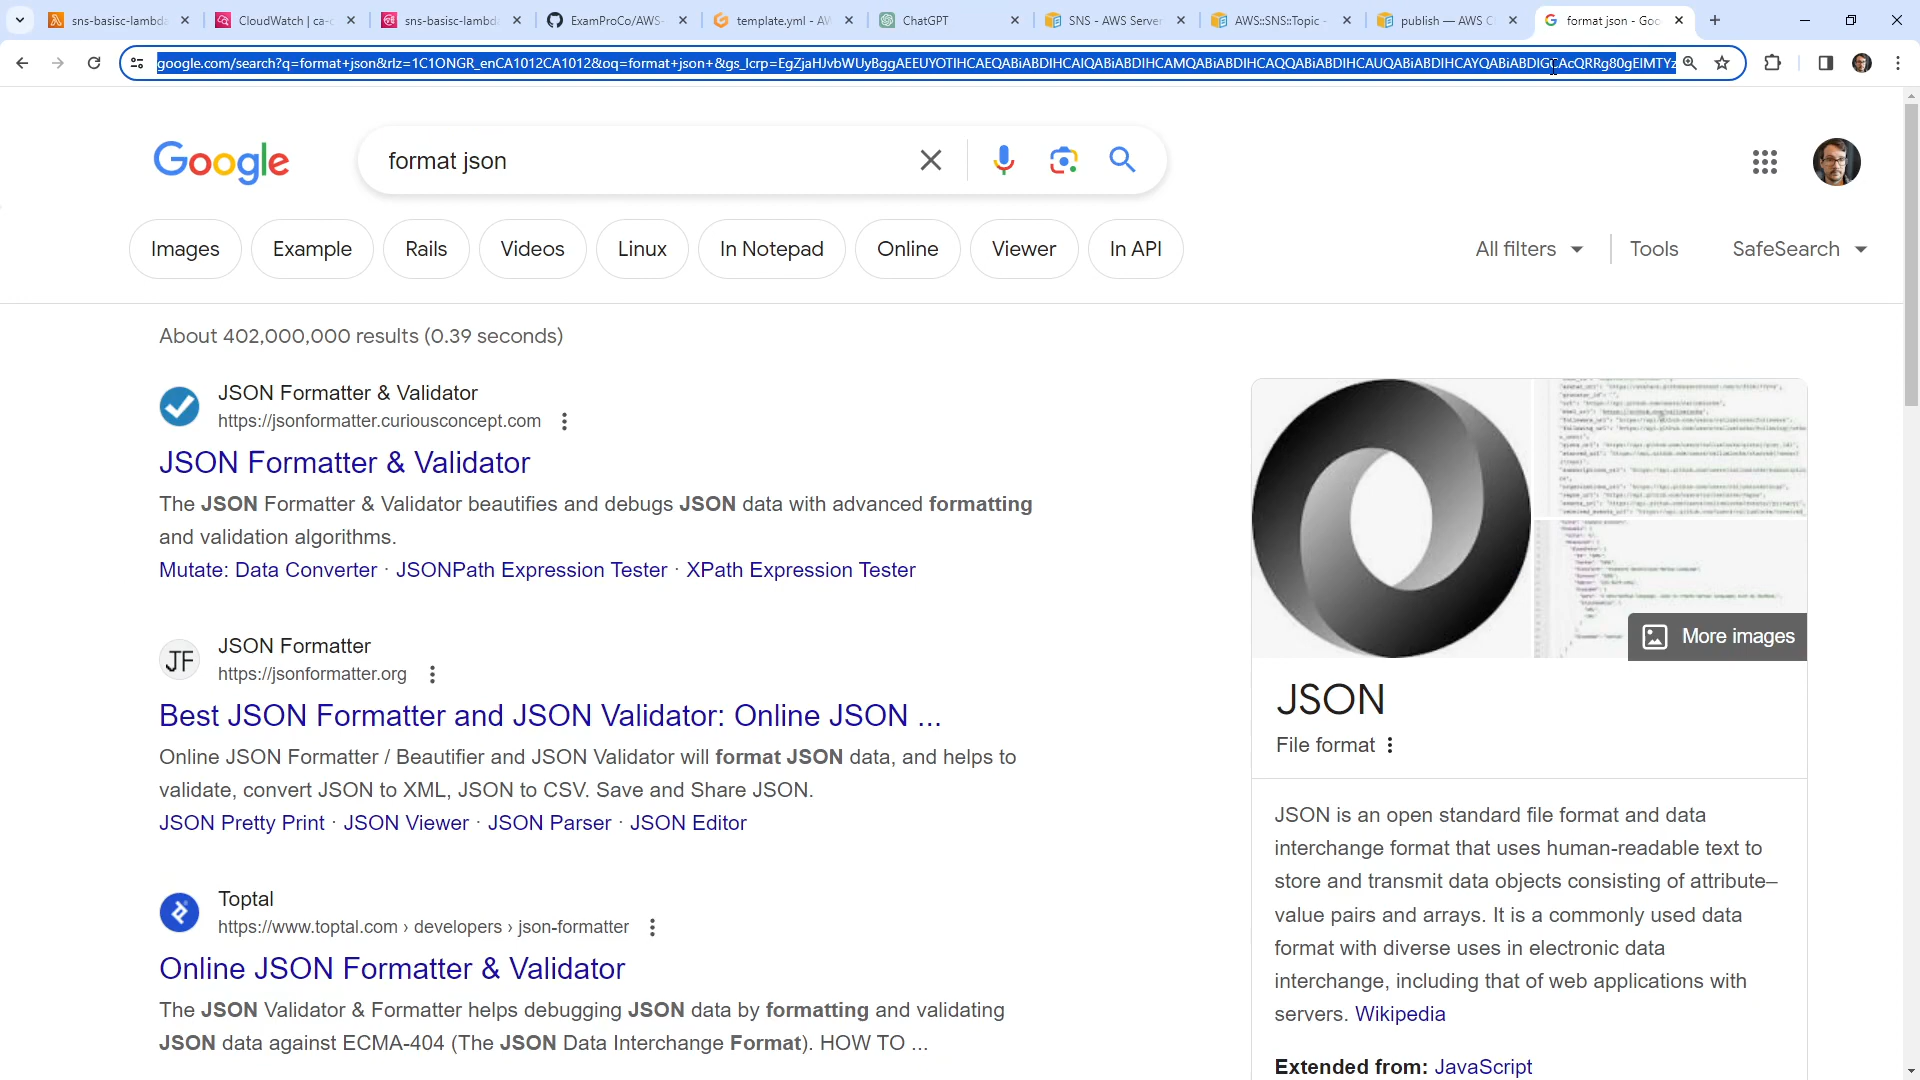 sns-basisc-lambda
CloudWatch | ca-c
sns-basisc-lambda
ExamProCo/AWS-
template.yml - AW
ChatGPT
SNS - AWS Server
AWS::SNS::Topic -
publish — AWS C
format json - Goo
google.com/search?q=format+json&rlz=1C1ONGR_enCA1012CA1012&oq=format+json+&gs_lcrp=EgZjaHJvbWUyBggAEEUYOTIHCAEQABiABDIHCAIQABiABDIHCAMQABiABDIHCAQQABiABDIHCAUQABiABDIHCAYQABiABDIGCAcQRRg80gEIMTYz
Google
format json
Images
Example
Rails
Videos
Linux
In Notepad
Online
Viewer
In API
All filters
Tools
SafeSearch
About 402,000,000 results (0.39 seconds)
JSON Formatter & Validator
https://jsonformatter.curiousconcept.com
JSON Formatter & Validator
The JSON Formatter & Validator beautifies and debugs JSON data with advanced formatting
and validation algorithms.
Mutate: Data Converter · JSONPath Expression Tester · XPath Expression Tester
JF
JSON Formatter
https://jsonformatter.org
Best JSON Formatter and JSON Validator: Online JSON ...
Online JSON Formatter / Beautifier and JSON Validator will format JSON data, and helps to
validate, convert JSON to XML, JSON to CSV. Save and Share JSON.
JSON Pretty Print · JSON Viewer · JSON Parser · JSON Editor
Toptal
https://www.toptal.com › developers › json-formatter
Online JSON Formatter & Validator
The JSON Validator & Formatter helps debugging JSON data by formatting and validating
JSON data against ECMA-404 (The JSON Data Interchange Format). HOW TO ...
More images
JSON
File format
JSON is an open standard file format and data
interchange format that uses human-readable text to
store and transmit data objects consisting of attribute–
value pairs and arrays. It is a commonly used data
format with diverse uses in electronic data
interchange, including that of web applications with
servers. Wikipedia
Extended from: JavaScript